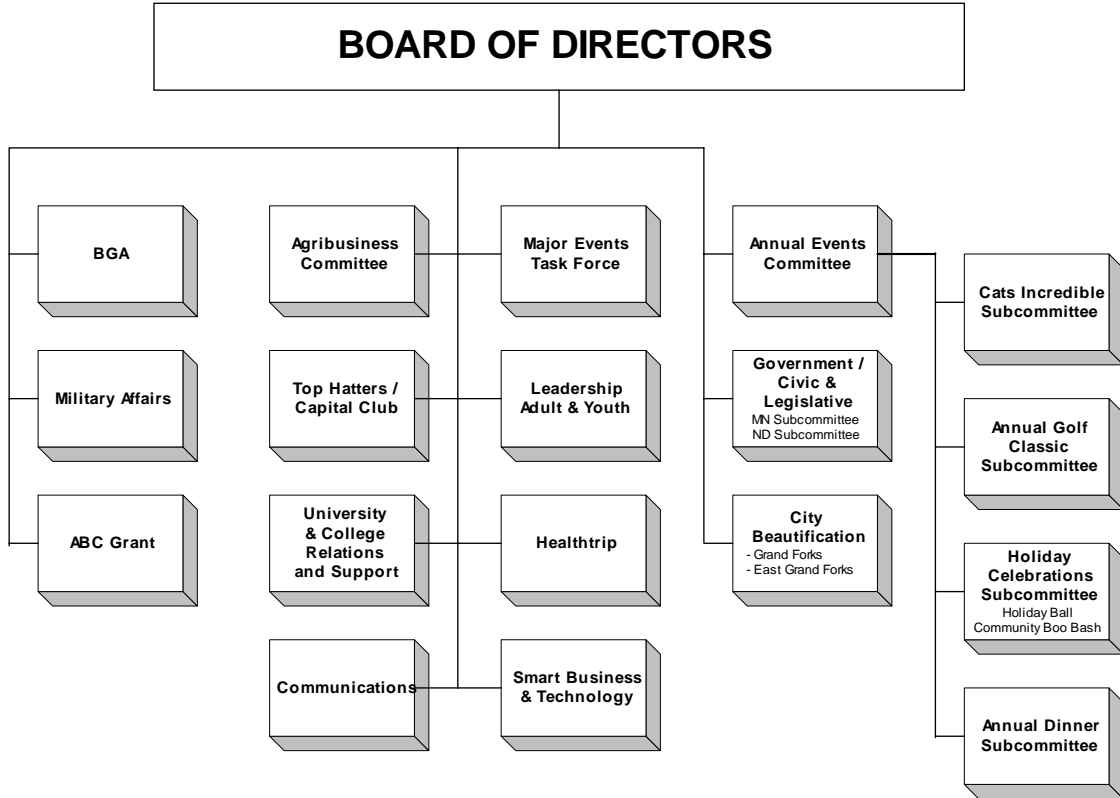 BOARD OF DIRECTORS
BGA
Military Affairs
ABC Grant
Agribusiness
Committee
Top Hatters /
Capital Club
University
& College
Relations
and Support
Communications
Major Events
Task Force
Leadership
Adult & Youth
Healthtrip
Smart Business
& Technology
Annual Events
Committee
Government /
Civic &
Legislative
MN Subcommittee
ND Subcommittee
City
Beautification
- Grand Forks
- East Grand Forks
Cats Incredible
Subcommittee
Annual Golf
Classic
Subcommittee
Holiday
Celebrations
Subcommittee
Holiday Ball
Community Boo Bash
Annual Dinner
Subcommittee